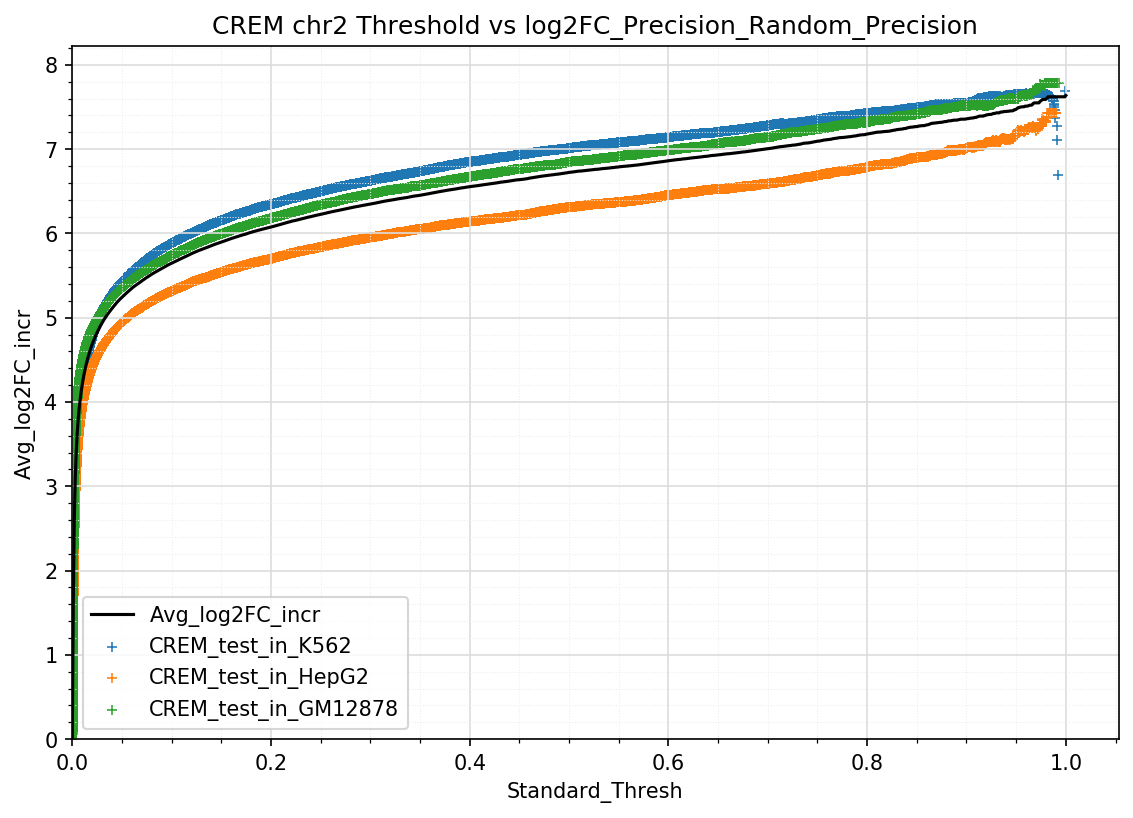 CREM chr2 Threshold vs log2FC_Precision_Random_Precision
8
7
6
5
4
3
2
1
0
Avg_log2FC_incr
Avg_log2FC_incr
CREM_test_in_K562
CREM_test_in_HepG2
CREM_test_in_GM12878
0.0 0.2 0.4 0.6 0.8 1.0
Standard_Thresh